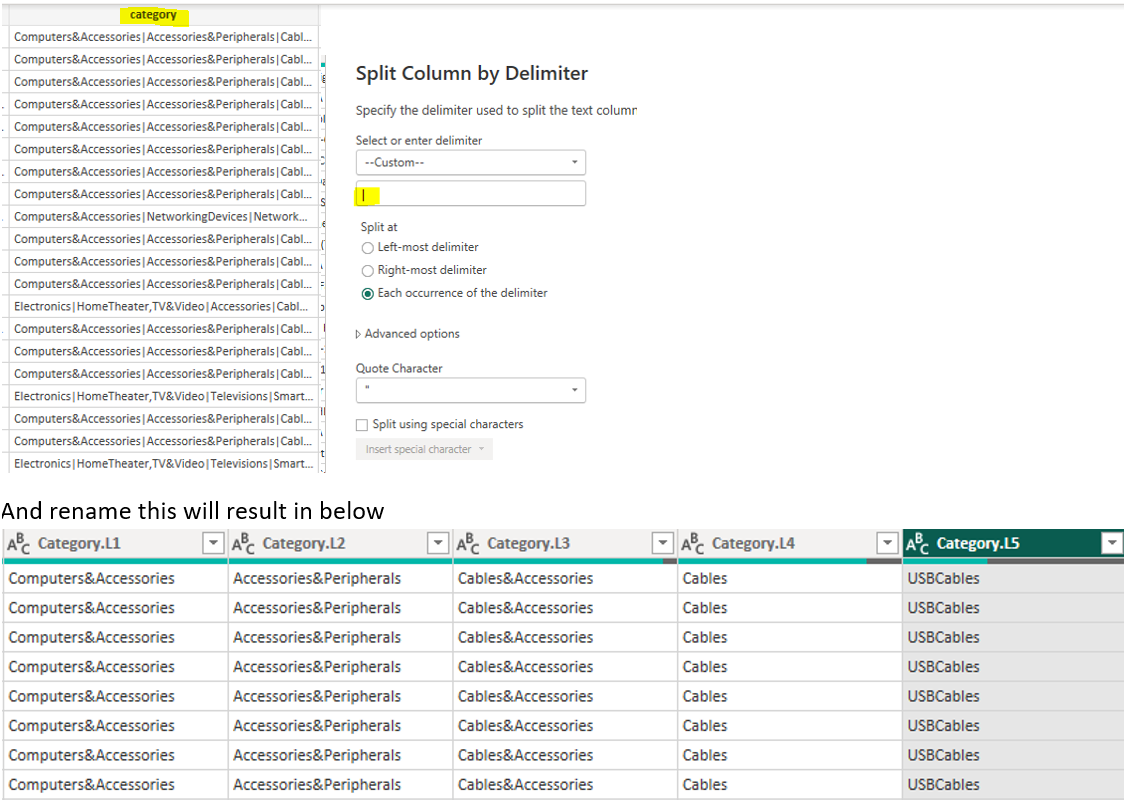 category
Computers&Accessories|Accessories&Peripherals|Cabl...
Computers&Accessories|Accessories&Peripherals|Cabl...
Computers&Accessories|Accessories&Peripherals|Cabl...
Computers&Accessories|Accessories&Peripherals|Cabl...
Computers&Accessories|Accessories&Peripherals|Cabl...
Computers&Accessories|Accessories&Peripherals|Cabl...
Computers&Accessories|Accessories&Peripherals|Cabl...
Computers&Accessories|Accessories&Peripherals|Cabl...
Computers&Accessories|NetworkingDevices|Network...
Computers&Accessories|Accessories&Peripherals|Cabl...
Computers&Accessories|Accessories&Peripherals|Cabl...
Computers&Accessories|Accessories&Peripherals|Cabl...
Electronics|HomeTheater,TV&Video|Accessories|Cabl...
Computers&Accessories|Accessories&Peripherals|Cabl...
Computers&Accessories|Accessories&Peripherals|Cabl...
Computers&Accessories|Accessories&Peripherals|Cabl...
Electronics|HomeTheater,TV&Video|Televisions|Smart...
Computers&Accessories|Accessories&Peripherals|Cabl...
Computers&Accessories|Accessories&Peripherals|Cabl...
Electronics|HomeTheater,TV&Video|Televisions|Smart...
Split Column by Delimiter
Specify the delimiter used to split the text column
Select or enter delimiter
--Custom--
|
Split at
Left-most delimiter
Right-most delimiter
Each occurrence of the delimiter
Advanced options
Quote Character
"
Split using special characters
Insert special character
And rename this will result in below
ABC Category.L1 ABC Category.L2 ABC Category.L3 ABC Category.L4 ABC Category.L5
Computers&Accessories Accessories&Peripherals Cables&Accessories Cables USBCables
Computers&Accessories Accessories&Peripherals Cables&Accessories Cables USBCables
Computers&Accessories Accessories&Peripherals Cables&Accessories Cables USBCables
Computers&Accessories Accessories&Peripherals Cables&Accessories Cables USBCables
Computers&Accessories Accessories&Peripherals Cables&Accessories Cables USBCables
Computers&Accessories Accessories&Peripherals Cables&Accessories Cables USBCables
Computers&Accessories Accessories&Peripherals Cables&Accessories Cables USBCables
Computers&Accessories Accessories&Peripherals Cables&Accessories Cables USBCables